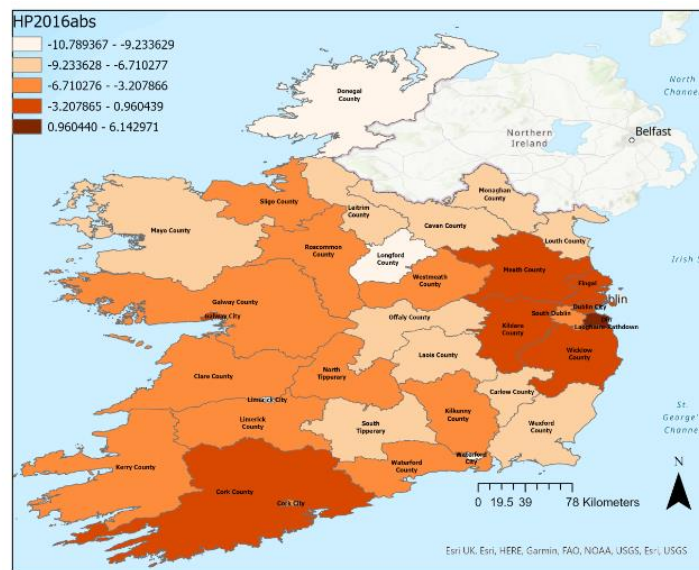 HP2016abs
-10.789367 - -9.233629
-9.233628 - -6.710277
-6.710276 - -3.207866
-3.207865 - 0.960439
0.960440 - 6.142971
North
Channel
Donegal
County
Northern
Ireland
Belfast
Sligo County
Leitrim
County
Monaghan
County
Cavan County
Mayo County
Louth County
Roscommon
County
Longford
County
Irish S
Westmeath
County
Meath County
Fingal
Galway County
Galway City
Dublin City
South Dublin
Laoghaire-Rathdown
Offaly County
Kildare
County
Laois County
Wicklow
County
Clare County
North
Tipperary
Carlow County
Limerick City
Limerick
County
Kilkenny
County
South
Tipperary
Wexford
County
St.
George's
Channel
Kerry County
Waterford
County
Waterford
City
Cork County
Cork City
N
0 19.5 39 78 Kilometers
Esri UK, Esri, HERE, Garmin, FAO, NOAA, USGS, Esri, USGS